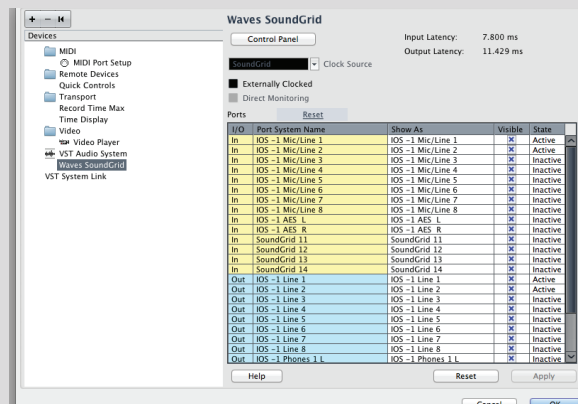 + −
Devices
MIDI
MIDI Port Setup
Remote Devices
Quick Controls
Transport
Record Time Max
Time Display
Video
Video Player
VST Audio System
Waves SoundGrid
VST System Link
Waves SoundGrid
Control Panel
Input Latency: 7.800 ms
Output Latency: 11.429 ms
SoundGrid Clock Source
Externally Clocked
Direct Monitoring
Ports Reset
I/O Port System Name Show As Visible State
In IOS -1 Mic/Line 1 IOS -1 Mic/Line 1 Active
In IOS -1 Mic/Line 2 IOS -1 Mic/Line 2 Active
In IOS -1 Mic/Line 3 IOS -1 Mic/Line 3 Inactive
In IOS -1 Mic/Line 4 IOS -1 Mic/Line 4 Inactive
In IOS -1 Mic/Line 5 IOS -1 Mic/Line 5 Inactive
In IOS -1 Mic/Line 6 IOS -1 Mic/Line 6 Inactive
In IOS -1 Mic/Line 7 IOS -1 Mic/Line 7 Inactive
In IOS -1 Mic/Line 8 IOS -1 Mic/Line 8 Inactive
In IOS -1 AES L IOS -1 AES L Inactive
In IOS -1 AES R IOS -1 AES R Inactive
In SoundGrid 11 SoundGrid 11 Inactive
In SoundGrid 12 SoundGrid 12 Inactive
In SoundGrid 13 SoundGrid 13 Inactive
In SoundGrid 14 SoundGrid 14 Inactive
Out IOS -1 Line 1 IOS -1 Line 1 Active
Out IOS -1 Line 2 IOS -1 Line 2 Active
Out IOS -1 Line 3 IOS -1 Line 3 Inactive
Out IOS -1 Line 4 IOS -1 Line 4 Inactive
Out IOS -1 Line 5 IOS -1 Line 5 Inactive
Out IOS -1 Line 6 IOS -1 Line 6 Inactive
Out IOS -1 Line 7 IOS -1 Line 7 Inactive
Out IOS -1 Line 8 IOS -1 Line 8 Inactive
Out IOS -1 Phones 1 L IOS -1 Phones 1 L Inactive
Help Reset Apply
Cancel OK